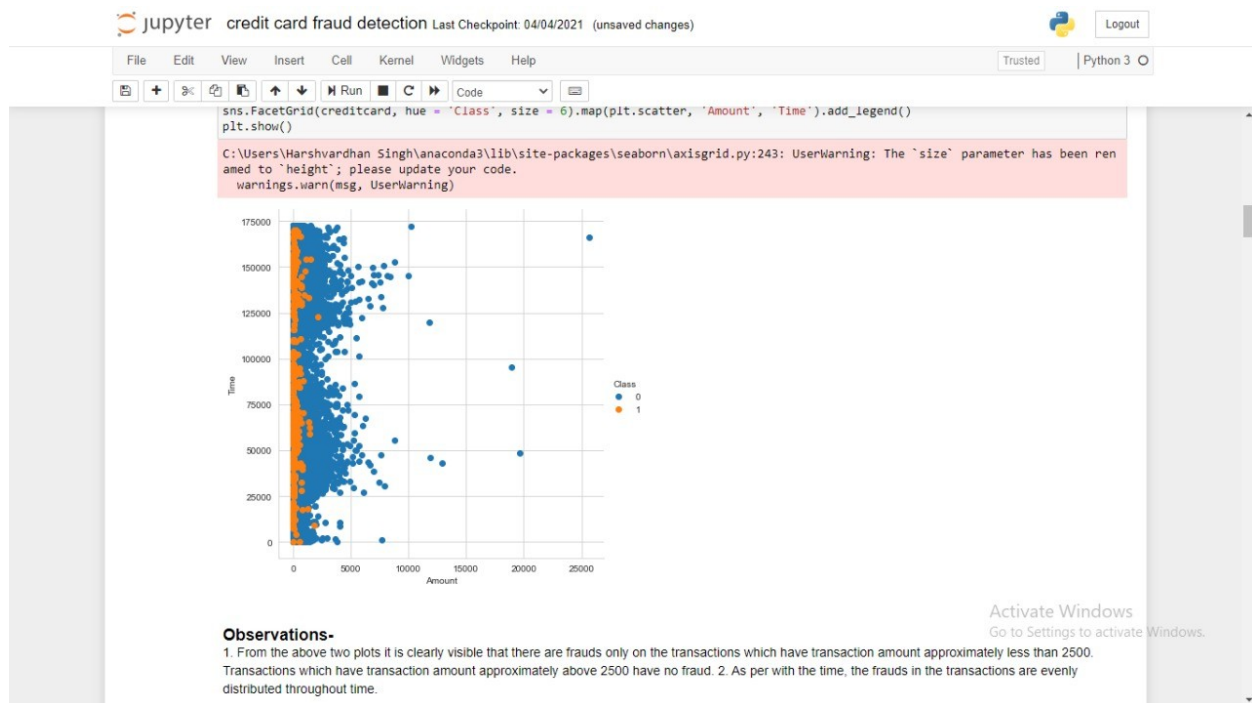 jupyter credit card fraud detection Last Checkpoint: 04/04/2021 (unsaved changes)
Logout
File Edit View Insert Cell Kernel Widgets Help
Trusted
Python 3
Run
Code
sns.FacetGrid(creditcard, hue = 'Class', size = 6).map(plt.scatter, 'Amount', 'Time').add_legend()
plt.show()
C:\Users\Harshvardhan Singh\anaconda3\lib\site-packages\seaborn\axisgrid.py:243: UserWarning: The `size` parameter has been ren
amed to `height`; please update your code.
warnings.warn(msg, UserWarning)
175000
150000
125000
100000
75000
50000
25000
0
Time
0 5000 10000 15000 20000 25000
Amount
Class
0
1
Activate Windows
Go to Settings to activate Windows.
Observations-
1. From the above two plots it is clearly visible that there are frauds only on the transactions which have transaction amount approximately less than 2500.
Transactions which have transaction amount approximately above 2500 have no fraud. 2. As per with the time, the frauds in the transactions are evenly
distributed throughout time.